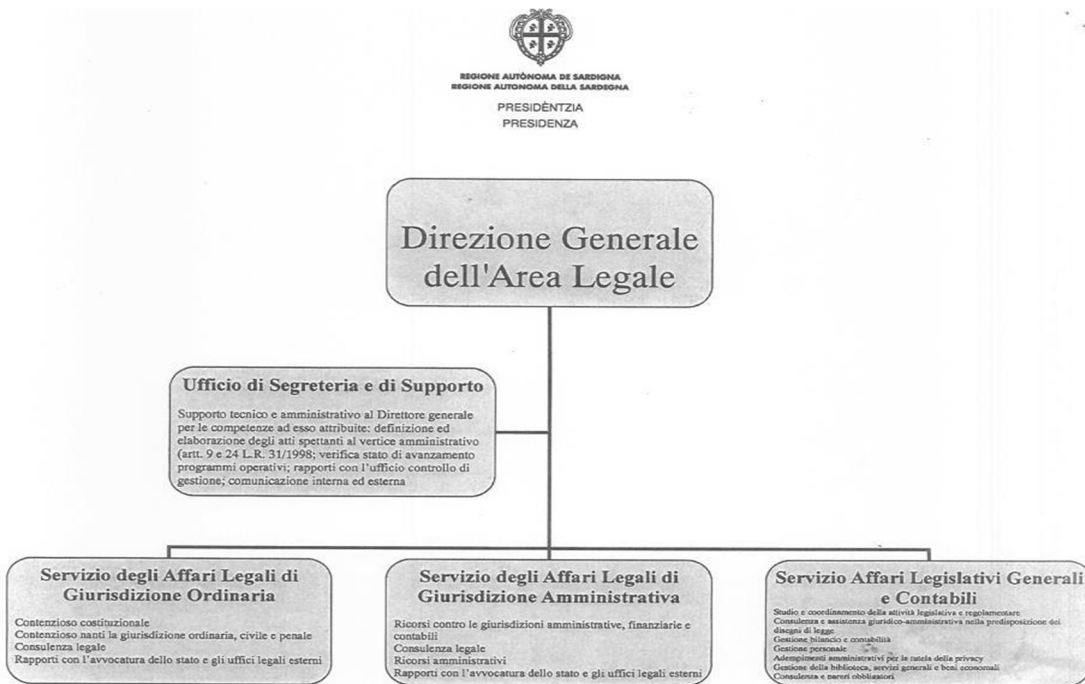 REGIONE AUTÒNOMA DE SARDIGNA
REGIONE AUTONOMA DELLA SARDEGNA
PRESIDÈNTZIA
PRESIDENZA
Direzione Generale
dell'Area Legale
Ufficio di Segreteria e di Supporto
Supporto tecnico e amministrativo al Direttore generale
per le competenze ad esso attribuite: definizione ed
elaborazione degli atti spettanti al vertice amministrativo
(artt. 9 e 24 L.R. 31/1998; verifica stato di avanzamento
programmi operativi; rapporti con l'ufficio controllo di
gestione; comunicazione interna ed esterna
Servizio degli Affari Legali di
Giurisdizione Ordinaria
Contenzioso costituzionale
Contenzioso nanti la giurisdizione ordinaria, civile e penale
Consulenza legale
Rapporti con l'avvocatura dello stato e gli uffici legali esterni
Servizio degli Affari Legali di
Giurisdizione Amministrativa
Ricorsi contro le giurisdizioni amministrative, finanziarie e
contabili
Consulenza legale
Ricorsi amministrativi
Rapporti con l'avvocatura dello stato e gli uffici legali esterni
Servizio Affari Legislativi Generali
e Contabili
Studio e coordinamento della attività legislativa e regolamentare
Consulenza e assistenza giuridico-amministrativa nella predisposizione dei
disegni di legge
Gestione bilancio e contabilità
Gestione personale
Adempimenti amministrativi per la tutela della privacy
Gestione della biblioteca, servizi generali e beni economali
Consulenza e pareri obbligatori